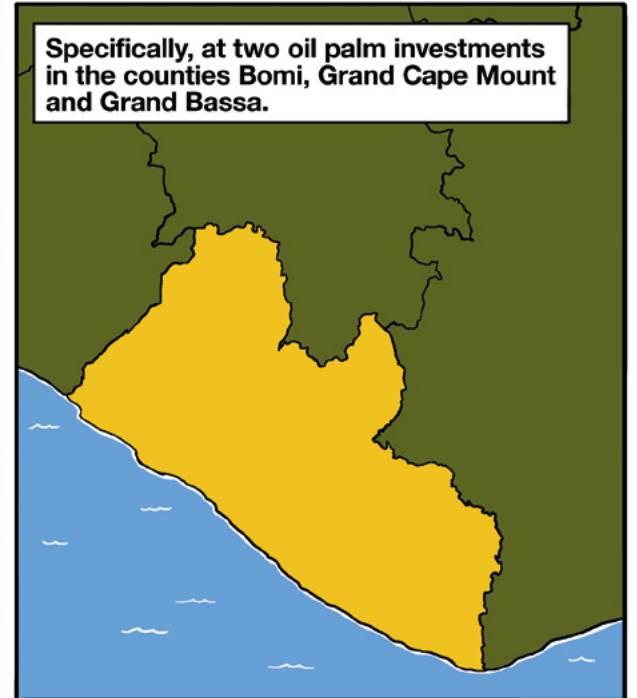 Specifically, at two oil palm investments
in the counties Bomi, Grand Cape Mount
and Grand Bassa.